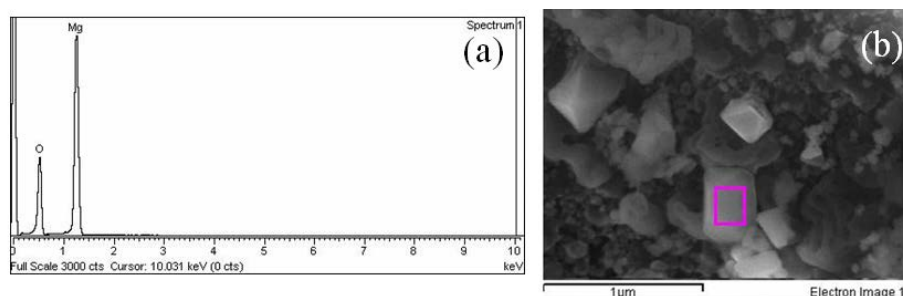 Spectrum 1
(a)
Mg
O
0 1 2 3 4 5 6 7 8 9 10
Full Scale 3000 cts Cursor: 10.031 keV (0 cts) keV
(b)
1µm Electron Image 1